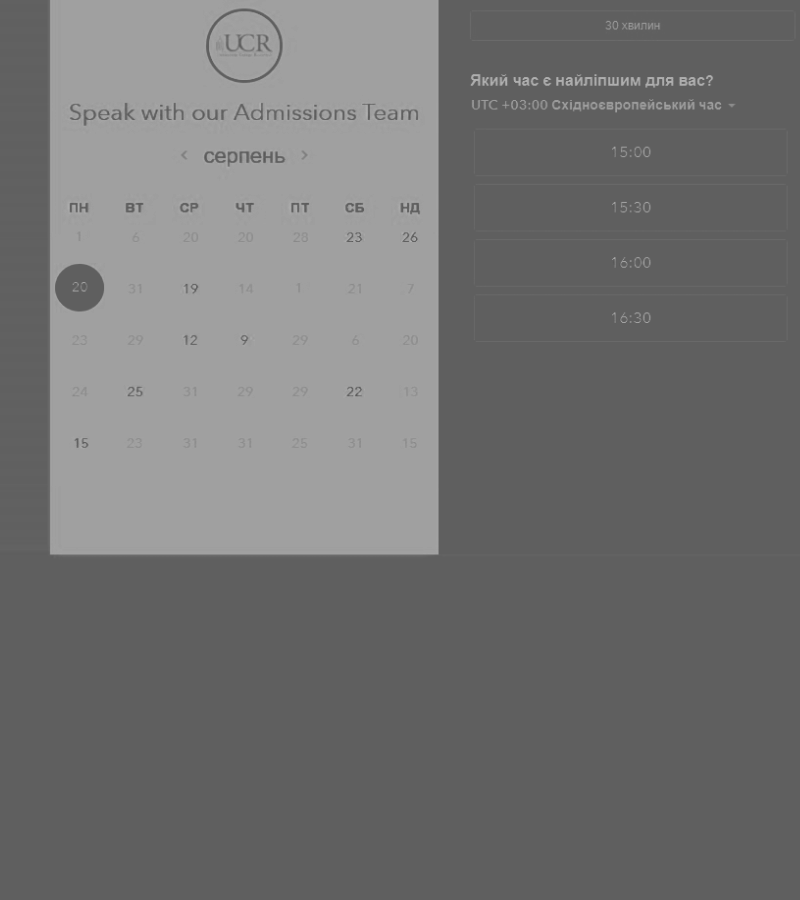 UCR
Speak with our Admissions Team
серпень
ПН ВТ СР ЧТ ПТ СБ НД
1 6 20 20 28 23 26
20 31 19 14 1 21 7
23 29 12 9 29 6 20
24 25 31 29 29 22 13
15 23 31 31 25 31 15
30 хвилин
Який час є найліпшим для вас?
UTC +03:00 Східноєвропейський час
15:00
15:30
16:00
16:30